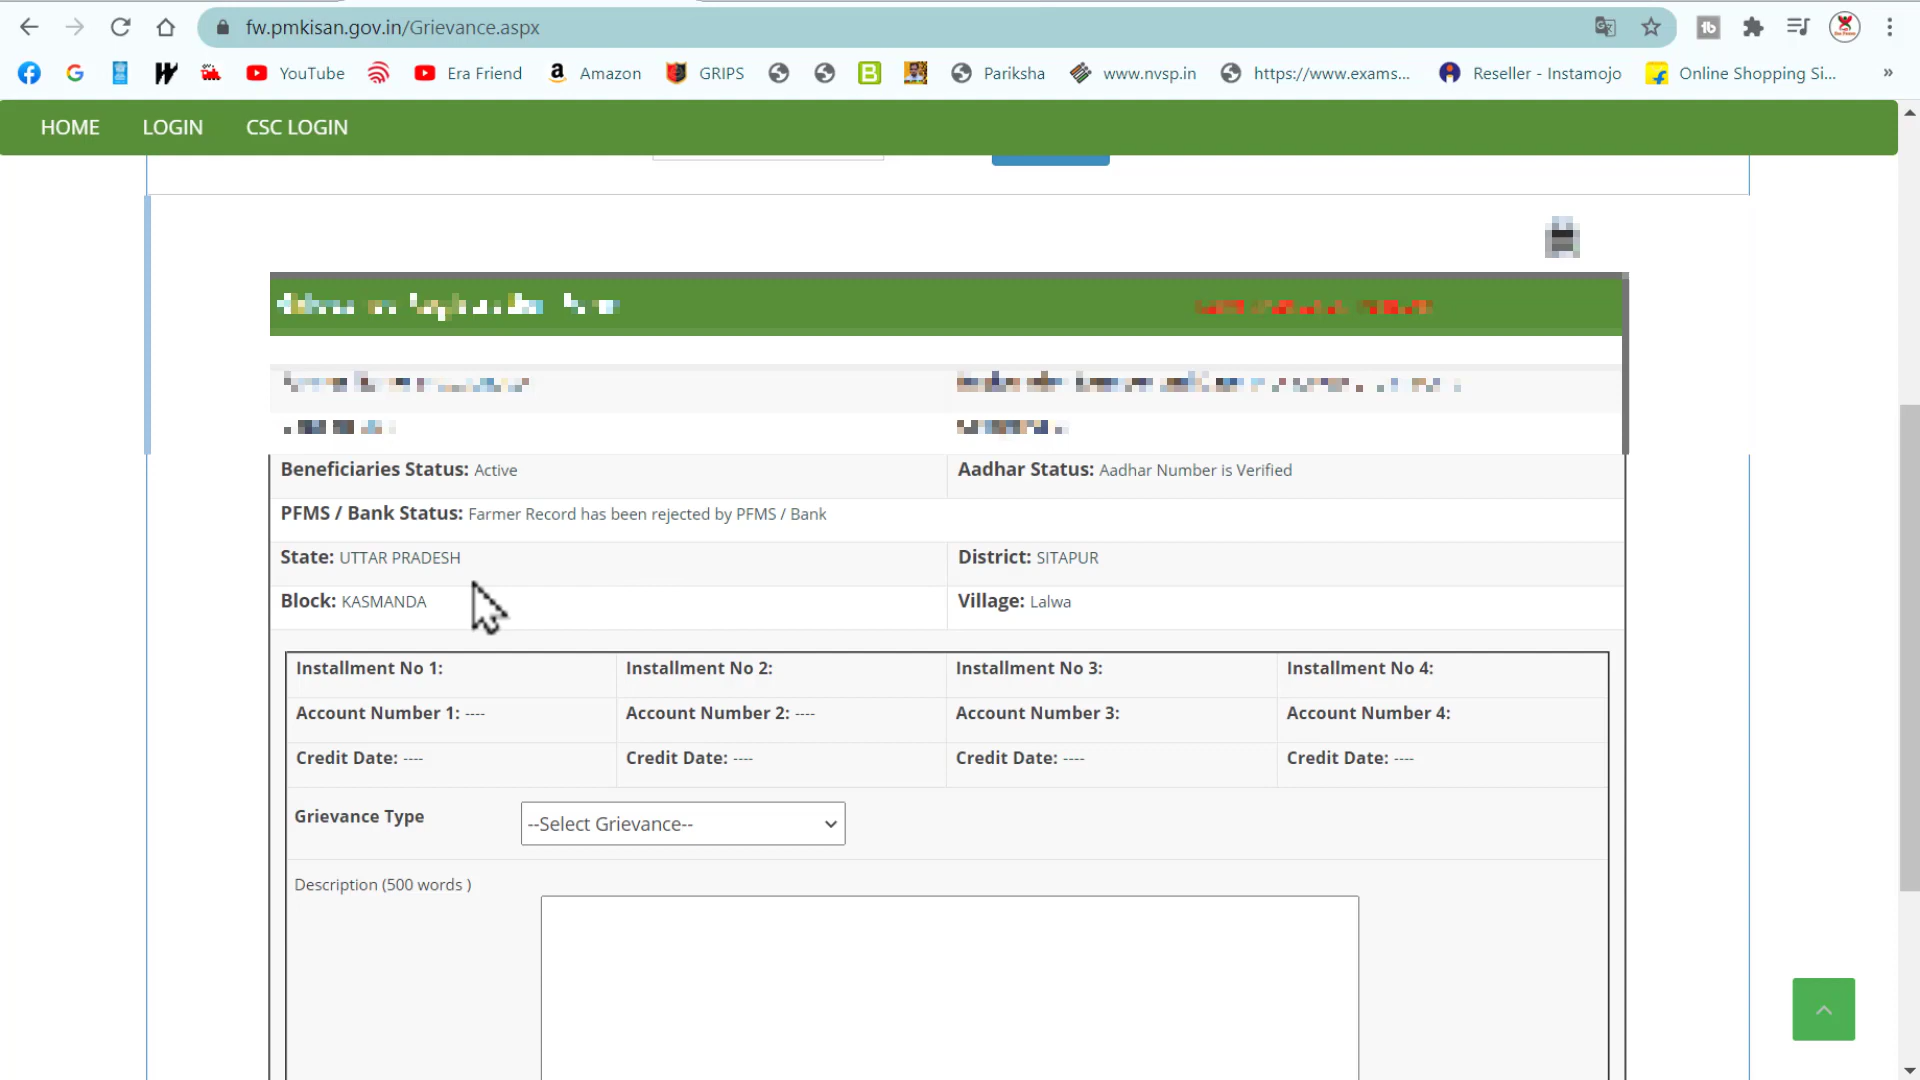 fw.pmkisan.gov.in/Grievance.aspx
YouTube Era Friend Amazon GRIPS Pariksha www.nvsp.in https://www.exams... Reseller - Instamojo Online Shopping Si... »
HOME LOGIN CSC LOGIN
Beneficiaries Status: Active Aadhar Status: Aadhar Number is Verified
PFMS / Bank Status: Farmer Record has been rejected by PFMS / Bank
State: UTTAR PRADESH District: SITAPUR
Block: KASMANDA Village: Lalwa
Installment No 1: Installment No 2: Installment No 3: Installment No 4:
Account Number 1: ---- Account Number 2: ---- Account Number 3: Account Number 4:
Credit Date: ---- Credit Date: ---- Credit Date: ---- Credit Date: ----
Grievance Type --Select Grievance--
Description (500 words )